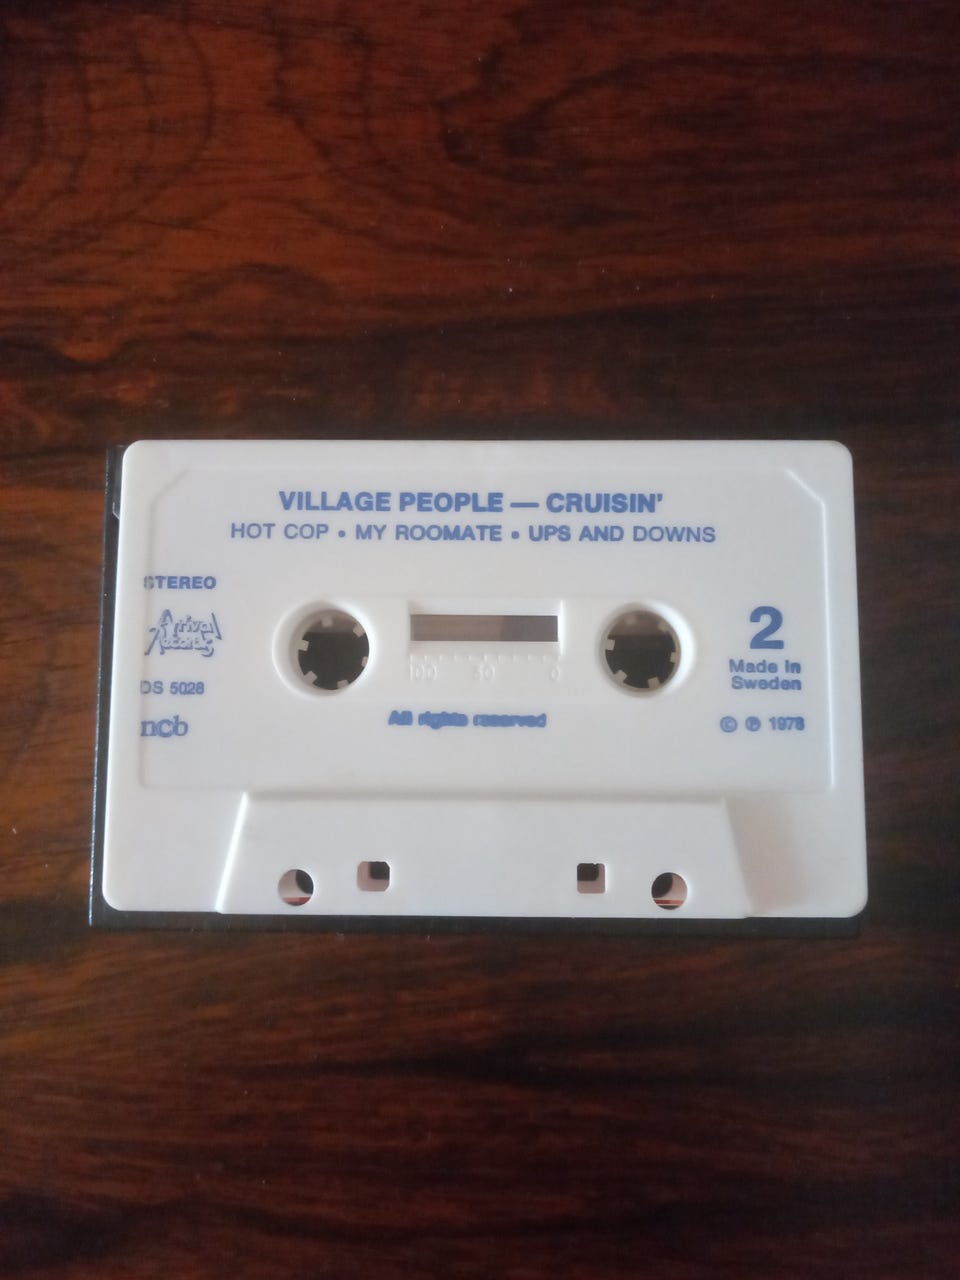 VILLAGE PEOPLE — CRUISIN'
HOT COP • MY ROOMATE • UPS AND DOWNS
STEREO
Arrival
Records
DS 5028
ncb
2
Made in
Sweden
All rights reserved
© ℗ 1978
100 50 0